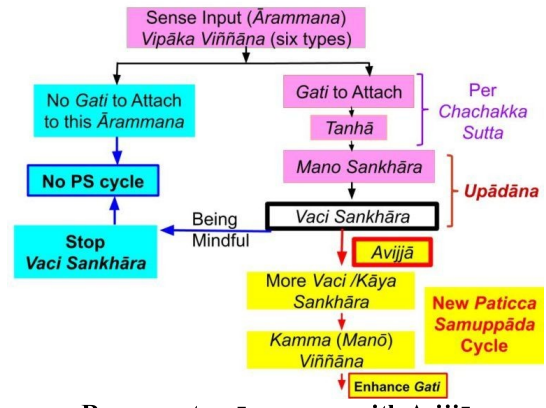 Sense Input (Ārammana)
Vipāka Viññāna (six types)
No Gati to Attach
to this Ārammana
Gati to Attach
Tanhā
Per
Chachakka
Sutta
No PS cycle
Mano Sankhāra
Upādāna
Vaci Sankhāra
Being
Mindful
Stop
Vaci Sankhāra
Avijjā
More Vaci /Kāya
Sankhāra
New Paticca
Samuppāda
Cycle
Kamma (Manō)
Viññāna
Enhance Gati